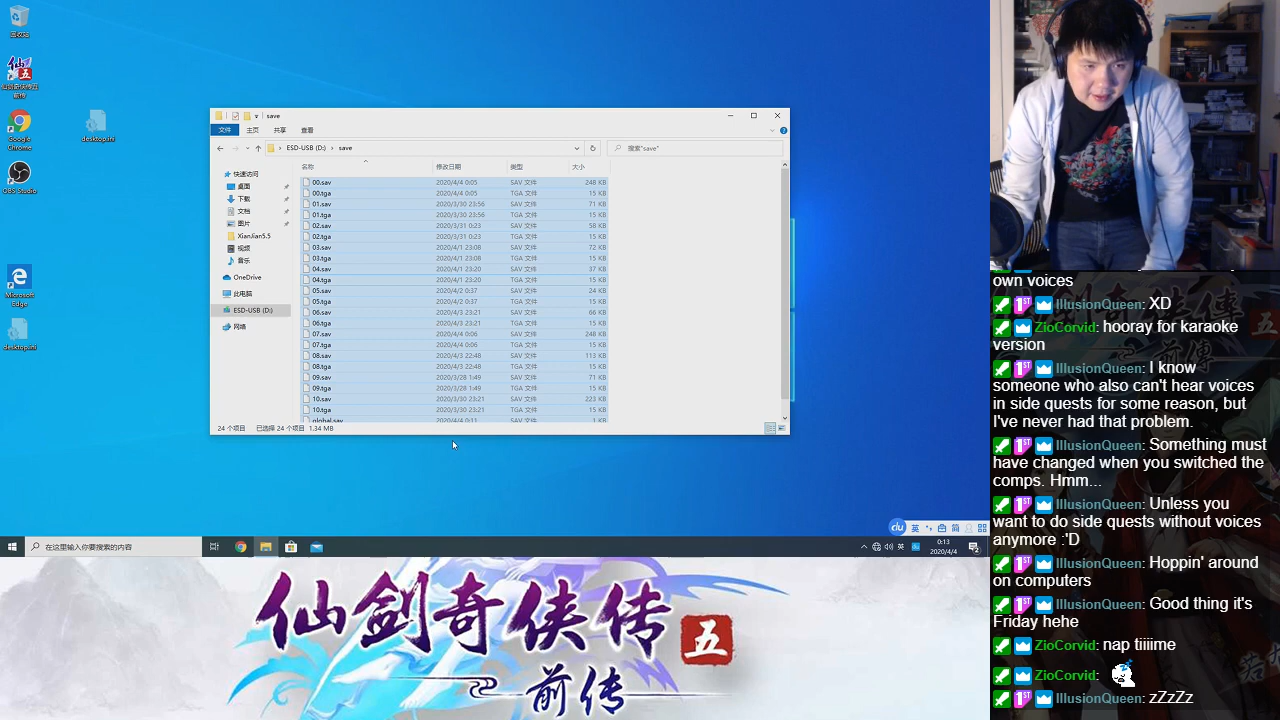 回收站
仙剑奇侠传五
前传
Google
Chrome
desktop.ini
OBS Studio
Microsoft
Edge
desktop.ini
save
文件
主页
共享
查看
ESD-USB (D:)
save
搜索"save"
名称
修改日期
类型
大小
快速访问
桌面
下载
文档
图片
XianJian5.5
视频
音乐
OneDrive
此电脑
ESD-USB (D:)
网络
00.sav 2020/4/4 0:05 SAV 文件 248 KB
00.tga 2020/4/4 0:05 TGA 文件 15 KB
01.sav 2020/3/30 23:56 SAV 文件 71 KB
01.tga 2020/3/30 23:56 TGA 文件 15 KB
02.sav 2020/3/31 0:23 SAV 文件 58 KB
02.tga 2020/3/31 0:23 TGA 文件 15 KB
03.sav 2020/4/1 23:08 SAV 文件 72 KB
03.tga 2020/4/1 23:08 TGA 文件 15 KB
04.sav 2020/4/1 23:20 SAV 文件 37 KB
04.tga 2020/4/1 23:20 TGA 文件 15 KB
05.sav 2020/4/2 0:37 SAV 文件 24 KB
05.tga 2020/4/2 0:37 TGA 文件 15 KB
06.sav 2020/4/3 23:21 SAV 文件 66 KB
06.tga 2020/4/3 23:21 TGA 文件 15 KB
07.sav 2020/4/4 0:06 SAV 文件 248 KB
07.tga 2020/4/4 0:06 TGA 文件 15 KB
08.sav 2020/4/3 22:48 SAV 文件 113 KB
08.tga 2020/4/3 22:48 TGA 文件 15 KB
09.sav 2020/3/28 1:49 SAV 文件 71 KB
09.tga 2020/3/28 1:49 TGA 文件 15 KB
10.sav 2020/3/30 23:21 SAV 文件 223 KB
10.tga 2020/3/30 23:21 TGA 文件 15 KB
global.sav 2020/4/4 0:11 SAV 文件 1 KB
24 个项目 已选择 24 个项目 1.34 MB
du 英 简
在这里输入你要搜索的内容
英
0:13
2020/4/4
仙剑奇侠传
五
前传
own voices
IllusionQueen: XD
ZioCorvid: hooray for karaoke
version
IllusionQueen: I know
someone who also can't hear voices
in side quests for some reason, but
I've never had that problem.
IllusionQueen: Something must
have changed when you switched the
comps. Hmm...
IllusionQueen: Unless you
want to do side quests without voices
anymore :'D
IllusionQueen: Hoppin' around
on computers
IllusionQueen: Good thing it's
Friday hehe
ZioCorvid: nap tiiiime
ZioCorvid:
IllusionQueen: zZzZz